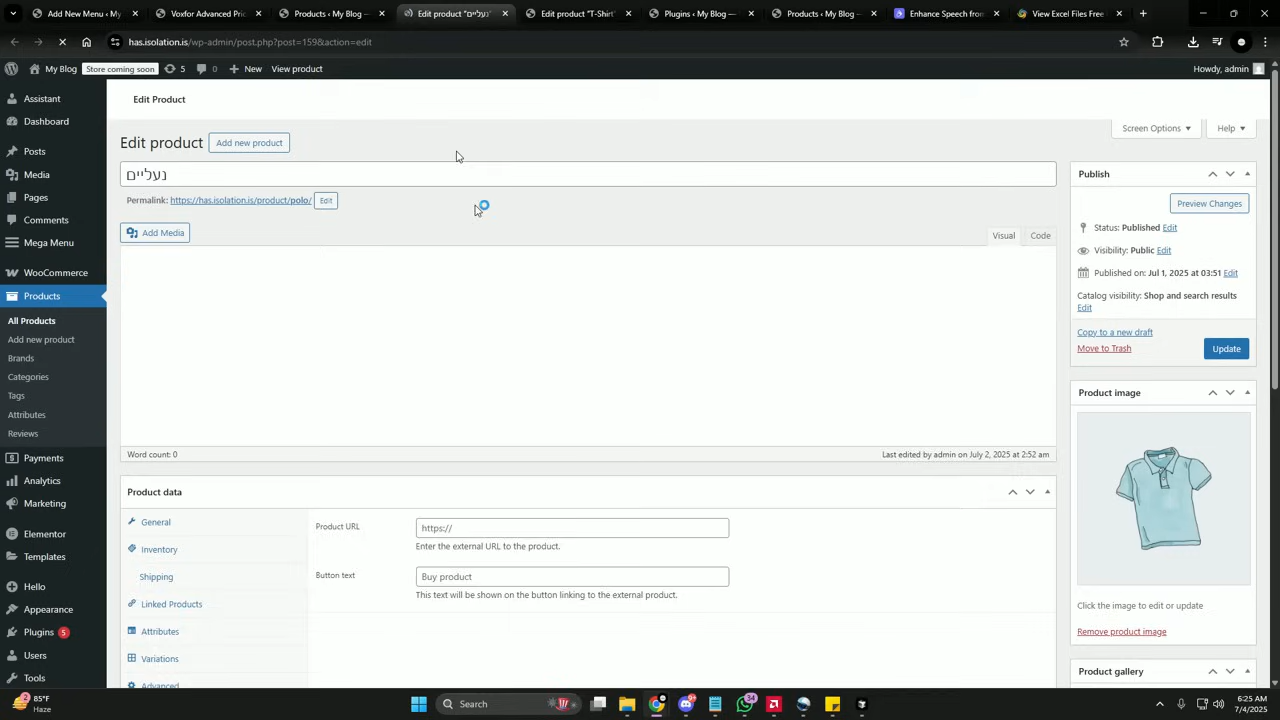 Add New Menu ‹ M
Voxfor Advanced Pric
Products ‹ My Blog —
Edit product "נעליים"
Edit product "T-Shirt"
Plugins ‹ My Blog —
Products ‹ My Blog —
Enhance Speech from
View Excel Files Free
has.isolation.is/wp-admin/post.php?post=159&action=edit
My Blog
Store coming soon
5
0
New
View product
Howdy, admin
Assistant
Dashboard
Posts
Media
Pages
Comments
Mega Menu
WooCommerce
Products
All Products
Add new product
Brands
Categories
Tags
Attributes
Reviews
Payments
Analytics
Marketing
Elementor
Templates
Hello
Appearance
Plugins 5
Users
Tools
Edit Product
Screen Options
Help
Edit product
Add new product
נעליים
Permalink: https://has.isolation.is/product/polo/
Edit
Add Media
Visual
Code
Word count: 0
Last edited by admin on July 2, 2025 at 2:52 am
Product data
General
Inventory
Shipping
Linked Products
Attributes
Variations
Advanced
Product URL
https://
Enter the external URL to the product.
Button text
Buy product
This text will be shown on the button linking to the external product.
Publish
Preview Changes
Status: Published Edit
Visibility: Public Edit
Published on: Jul 1, 2025 at 03:51 Edit
Catalog visibility: Shop and search results
Edit
Copy to a new draft
Move to Trash
Update
Product image
Click the image to edit or update
Remove product image
Product gallery
2
85°F
Haze
Search
9+
6:25 AM
7/4/2025